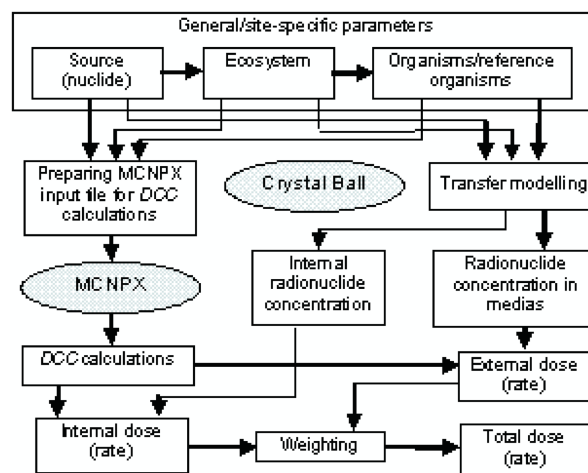 General/site-specific parameters
Source
(nuclide)
Ecosystem
Organisms/reference
organisms
Preparing MCNPX
input file for DCC
calculations
Crystal Ball
Transfer modelling
MCNPX
Internal
radionuclide
concentration
Radionuclide
concentration in
medias
DCC calculations
External dose
(rate)
Internal dose
(rate)
Weighting
Total dose
(rate)